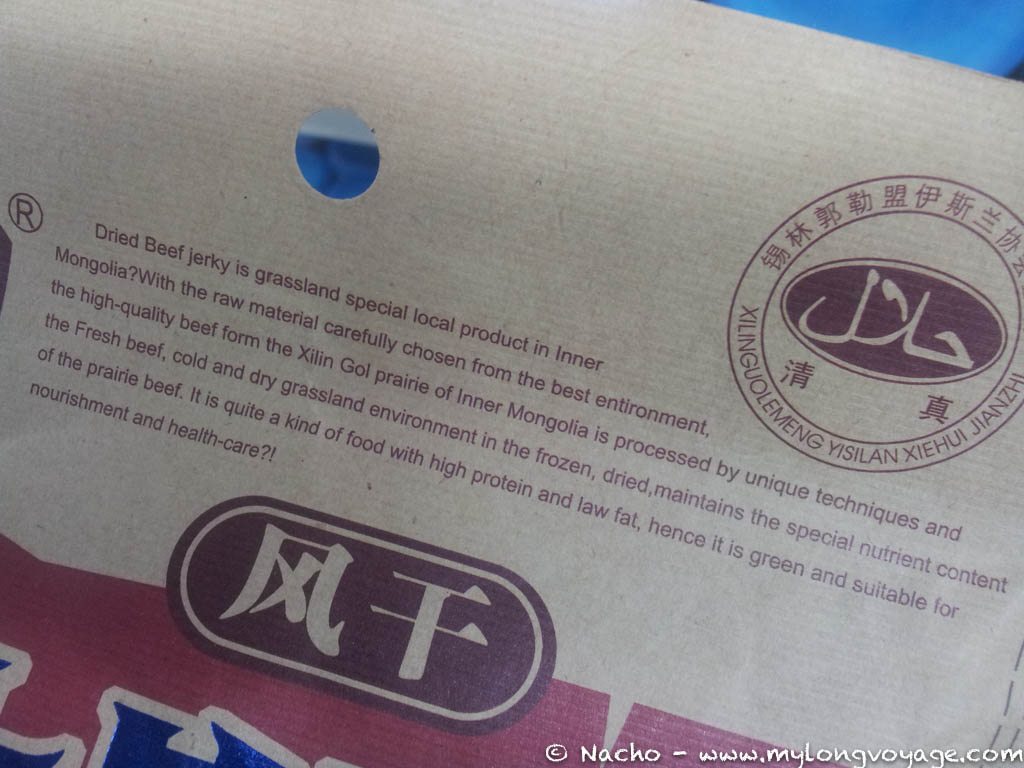 ®
Dried Beef jerky is grassland special local product in Inner
Mongolia?With the raw material carefully chosen from the best entironment,
the high-quality beef form the Xilin Gol prairie of Inner Mongolia is processed by unique techniques and
the Fresh beef, cold and dry grassland environment in the frozen, dried,maintains the special nutrient content
of the prairie beef. It is quite a kind of food with high protein and law fat, hence it is green and suitable for
nourishment and health-care?!
锡林郭勒盟伊斯兰协会
حلال
清真
XILINGUOLEMENG YISILAN XIEHUI JIANZHI
风干
© Nacho - www.mylongvoyage.com